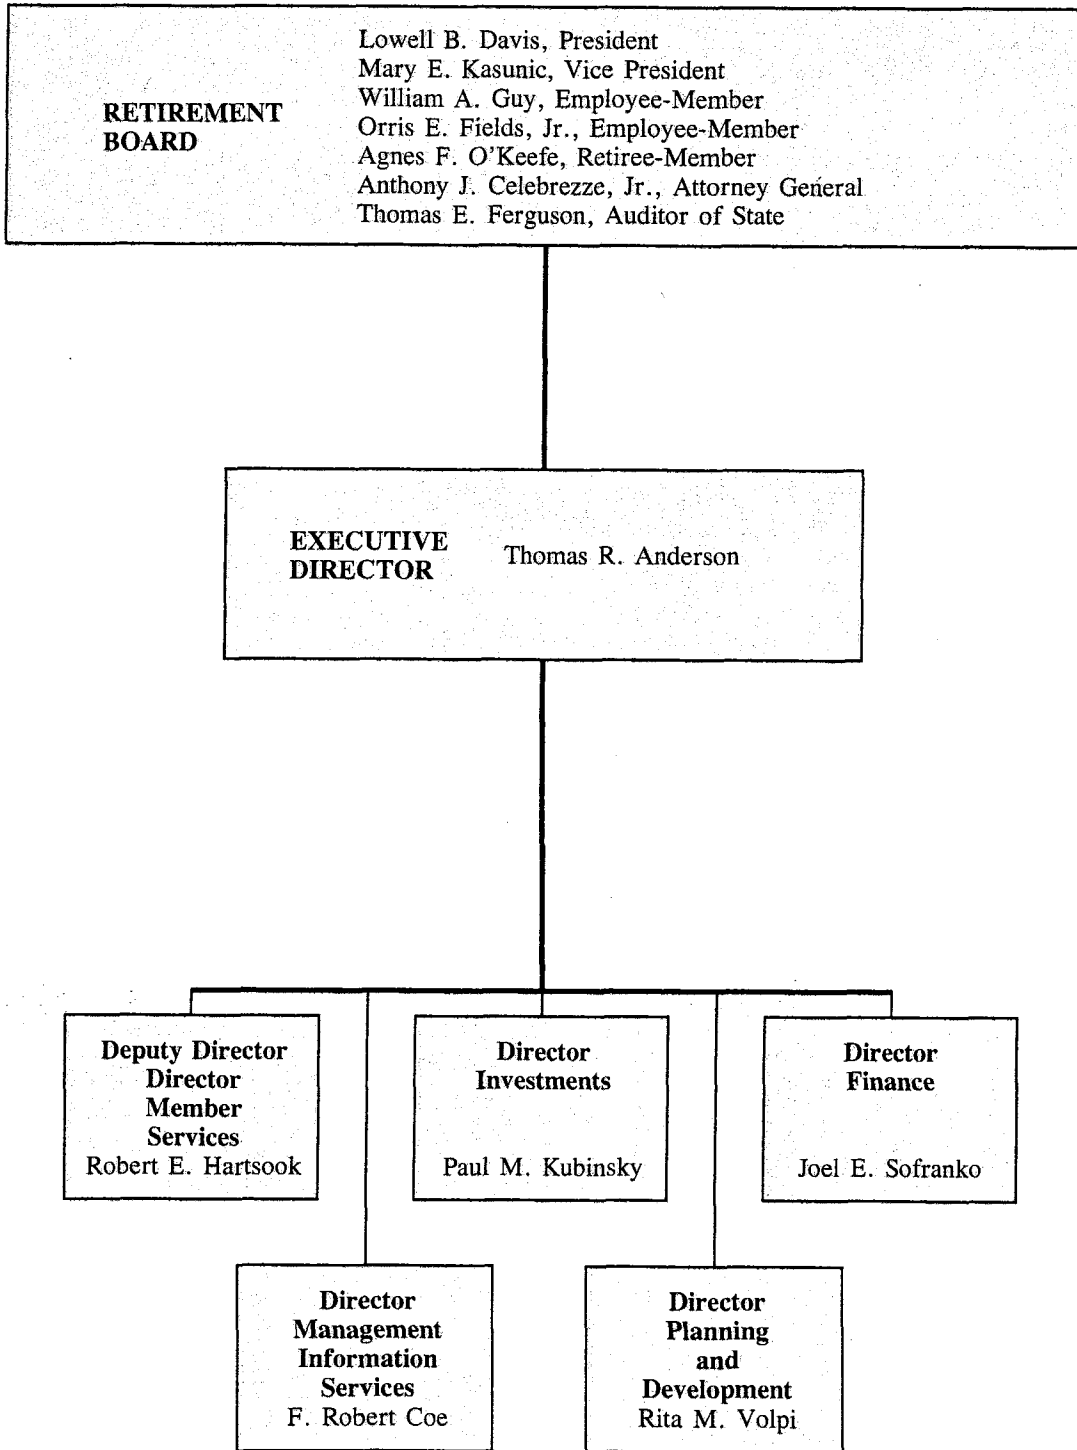 RETIREMENT
BOARD
Lowell B. Davis, President
Mary E. Kasunic, Vice President
William A. Guy, Employee-Member
Orris E. Fields, Jr., Employee-Member
Agnes F. O'Keefe, Retiree-Member
Anthony J. Celebrezze, Jr., Attorney General
Thomas E. Ferguson, Auditor of State
EXECUTIVE
DIRECTOR
Thomas R. Anderson
Deputy Director
Director
Member
Services
Robert E. Hartsook
Director
Investments
Paul M. Kubinsky
Director
Finance
Joel E. Sofranko
Director
Management
Information
Services
F. Robert Coe
Director
Planning
and
Development
Rita M. Volpi